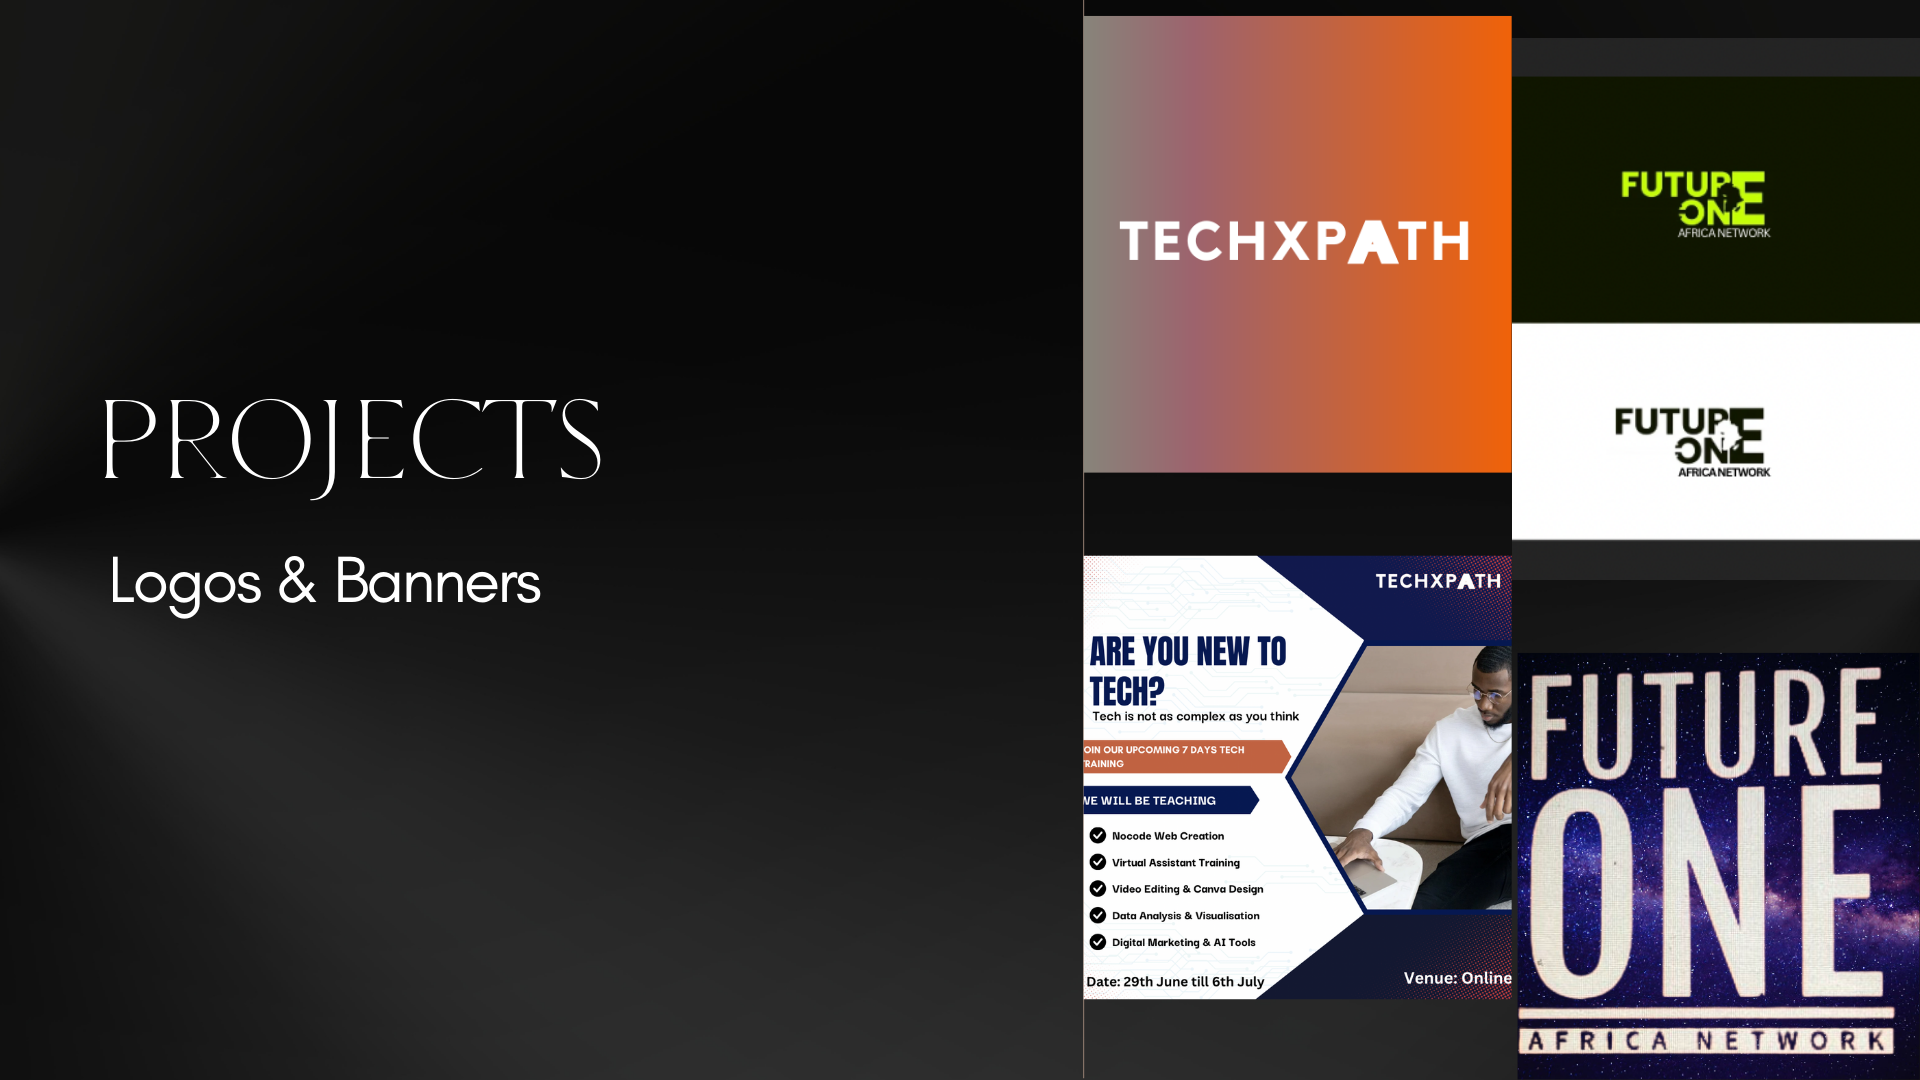 PROJECTS
Logos & Banners
TECHXPATH
TECHXPATH
ARE YOU NEW TO
TECH?
Tech is not as complex as you think
OIN OUR UPCOMING 7 DAYS TECH
RAINING
WE WILL BE TEACHING
Nocode Web Creation
Virtual Assistant Training
Video Editing & Canva Design
Data Analysis & Visualisation
Digital Marketing & AI Tools
Date: 29th June till 6th July
Venue: Online
FUTURE
ONE
AFRICA NETWORK
FUTURE
ONE
AFRICA NETWORK
FUTURE
ONE
AFRICA NETWORK